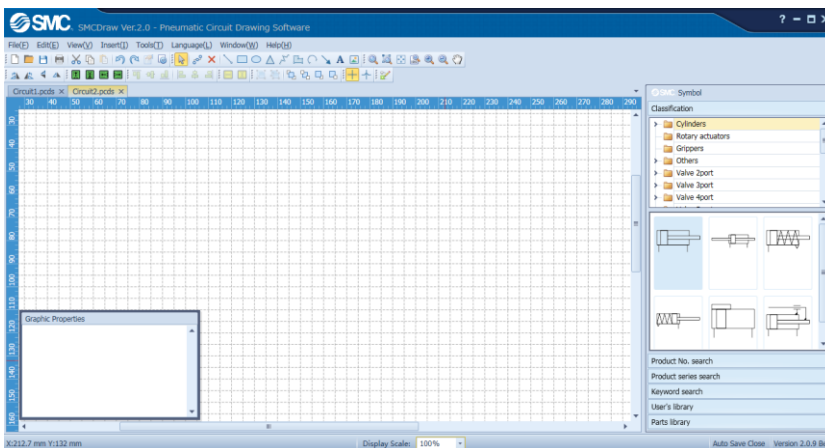 SMC. SMCDraw Ver.2.0 - Pneumatic Circuit Drawing Software
File(F) Edit(E) View(V) Insert(I) Tools(T) Language(L) Window(W) Help(H)
Circuit1.pcds × Circuit2.pcds ×
30 40 50 60 70 80 90 100 110 120 130 140 150 160 170 180 190 200 210 220 230 240 250 260 270 280 290
30
40
50
60
70
80
90
100
110
120
130
140
150
160
Graphic Properties
SMC Symbol
Classification
Cylinders
Rotary actuators
Grippers
Others
Valve 2port
Valve 3port
Valve 4port
Product No. search
Product series search
Keyword search
User's library
Parts library
X:212.7 mm Y:132 mm Display Scale: 100% Auto Save Close Version 2.0.9